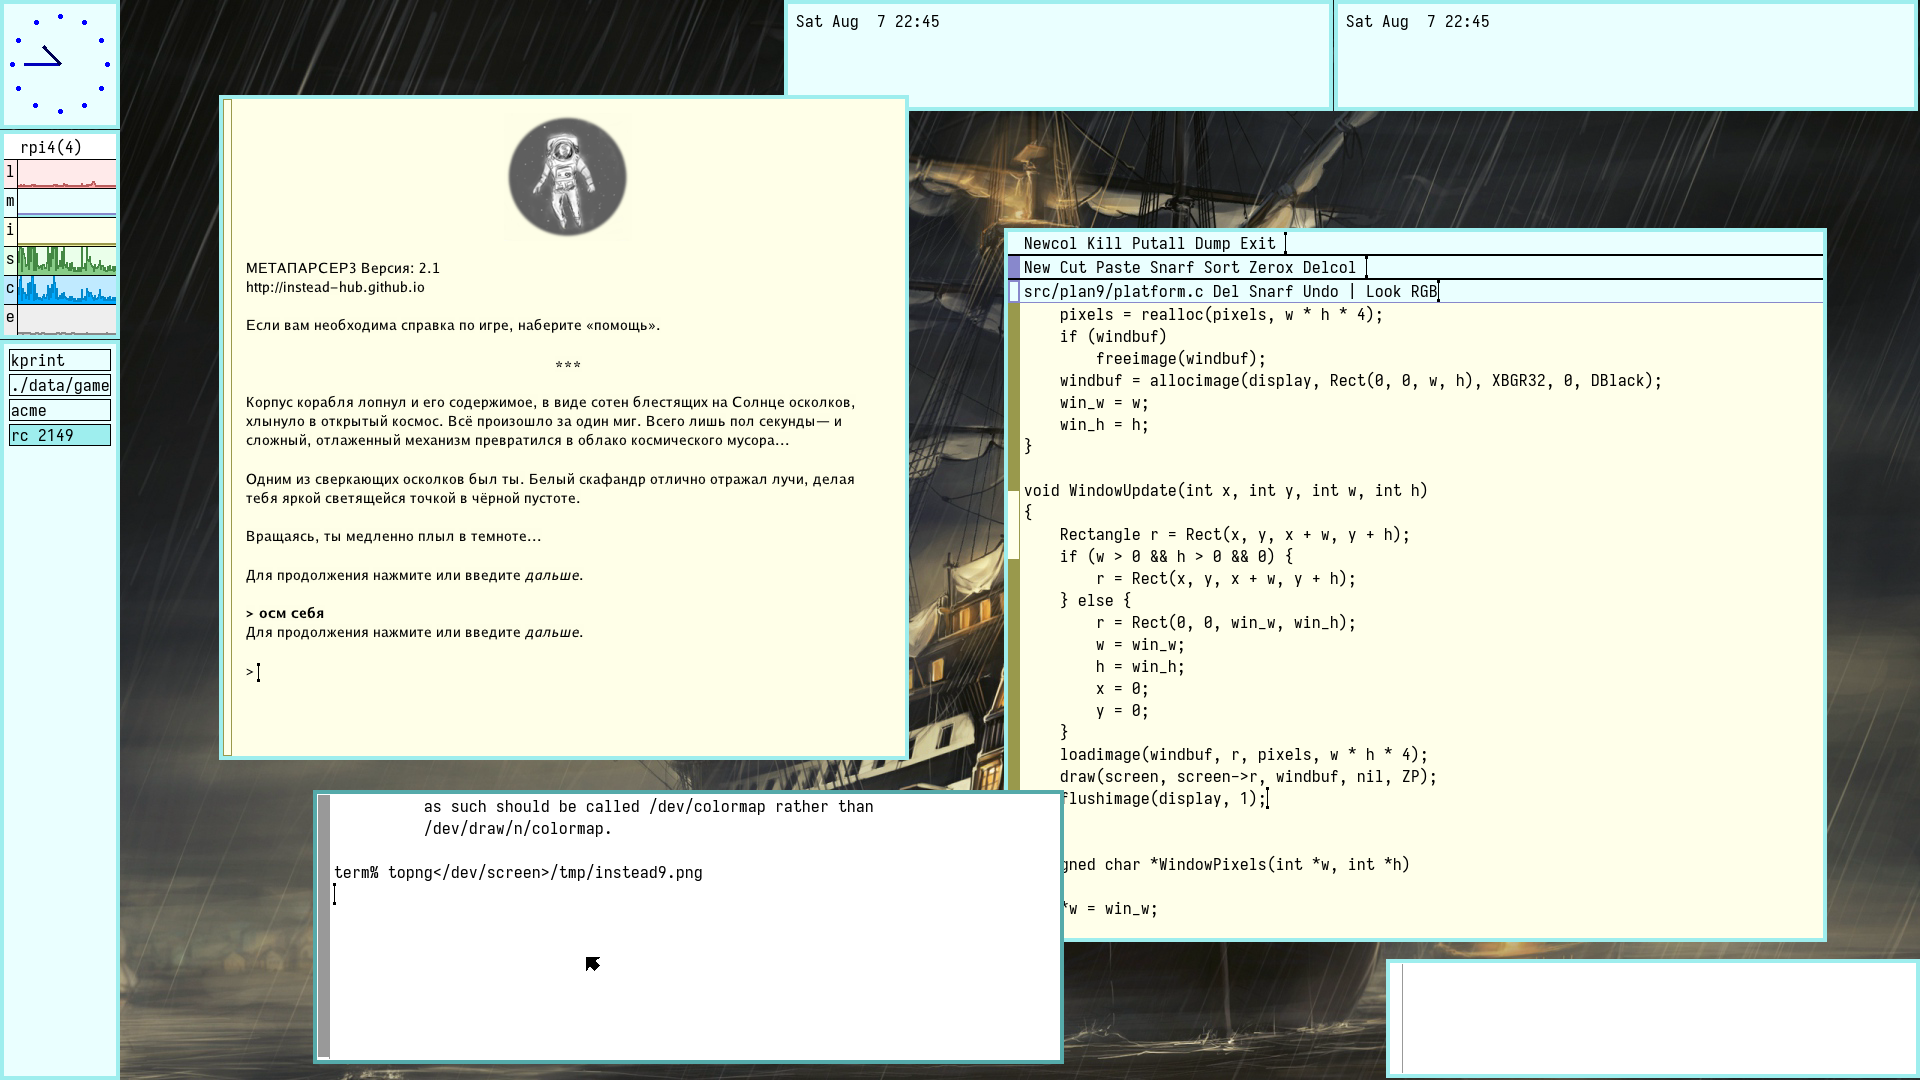 Sat Aug  7 22:45
Sat Aug  7 22:45
rpi4(4)
l
m
i
s
c
e
kprint
./data/game
acme
rc 2149
МЕТАПАРСЕР3 Версия: 2.1
http://instead-hub.github.io
Если вам необходима справка по игре, наберите «помощь».
***
Корпус корабля лопнул и его содержимое, в виде сотен блестящих на Солнце осколков,
хлынуло в открытый космос. Всё произошло за один миг. Всего лишь пол секунды— и
сложный, отлаженный механизм превратился в облако космического мусора...
Одним из сверкающих осколков был ты. Белый скафандр отлично отражал лучи, делая
тебя яркой светящейся точкой в чёрной пустоте.
Вращаясь, ты медленно плыл в темноте...
Для продолжения нажмите или введите дальше.
> осм себя
Для продолжения нажмите или введите дальше.
>
Newcol Kill Putall Dump Exit
New Cut Paste Snarf Sort Zerox Delcol
src/plan9/platform.c Del Snarf Undo | Look RGB
    pixels = realloc(pixels, w * h * 4);
    if (windbuf)
        freeimage(windbuf);
    windbuf = allocimage(display, Rect(0, 0, w, h), XBGR32, 0, DBlack);
    win_w = w;
    win_h = h;
}
void WindowUpdate(int x, int y, int w, int h)
{
    Rectangle r = Rect(x, y, x + w, y + h);
    if (w > 0 && h > 0 && 0) {
        r = Rect(x, y, x + w, y + h);
    } else {
        r = Rect(0, 0, win_w, win_h);
        w = win_w;
        h = win_h;
        x = 0;
        y = 0;
    }
    loadimage(windbuf, r, pixels, w * h * 4);
    draw(screen, screen->r, windbuf, nil, ZP);
    flushimage(display, 1);
gned char *WindowPixels(int *w, int *h)
*w = win_w;
as such should be called /dev/colormap rather than
/dev/draw/n/colormap.
term% topng</dev/screen>/tmp/instead9.png